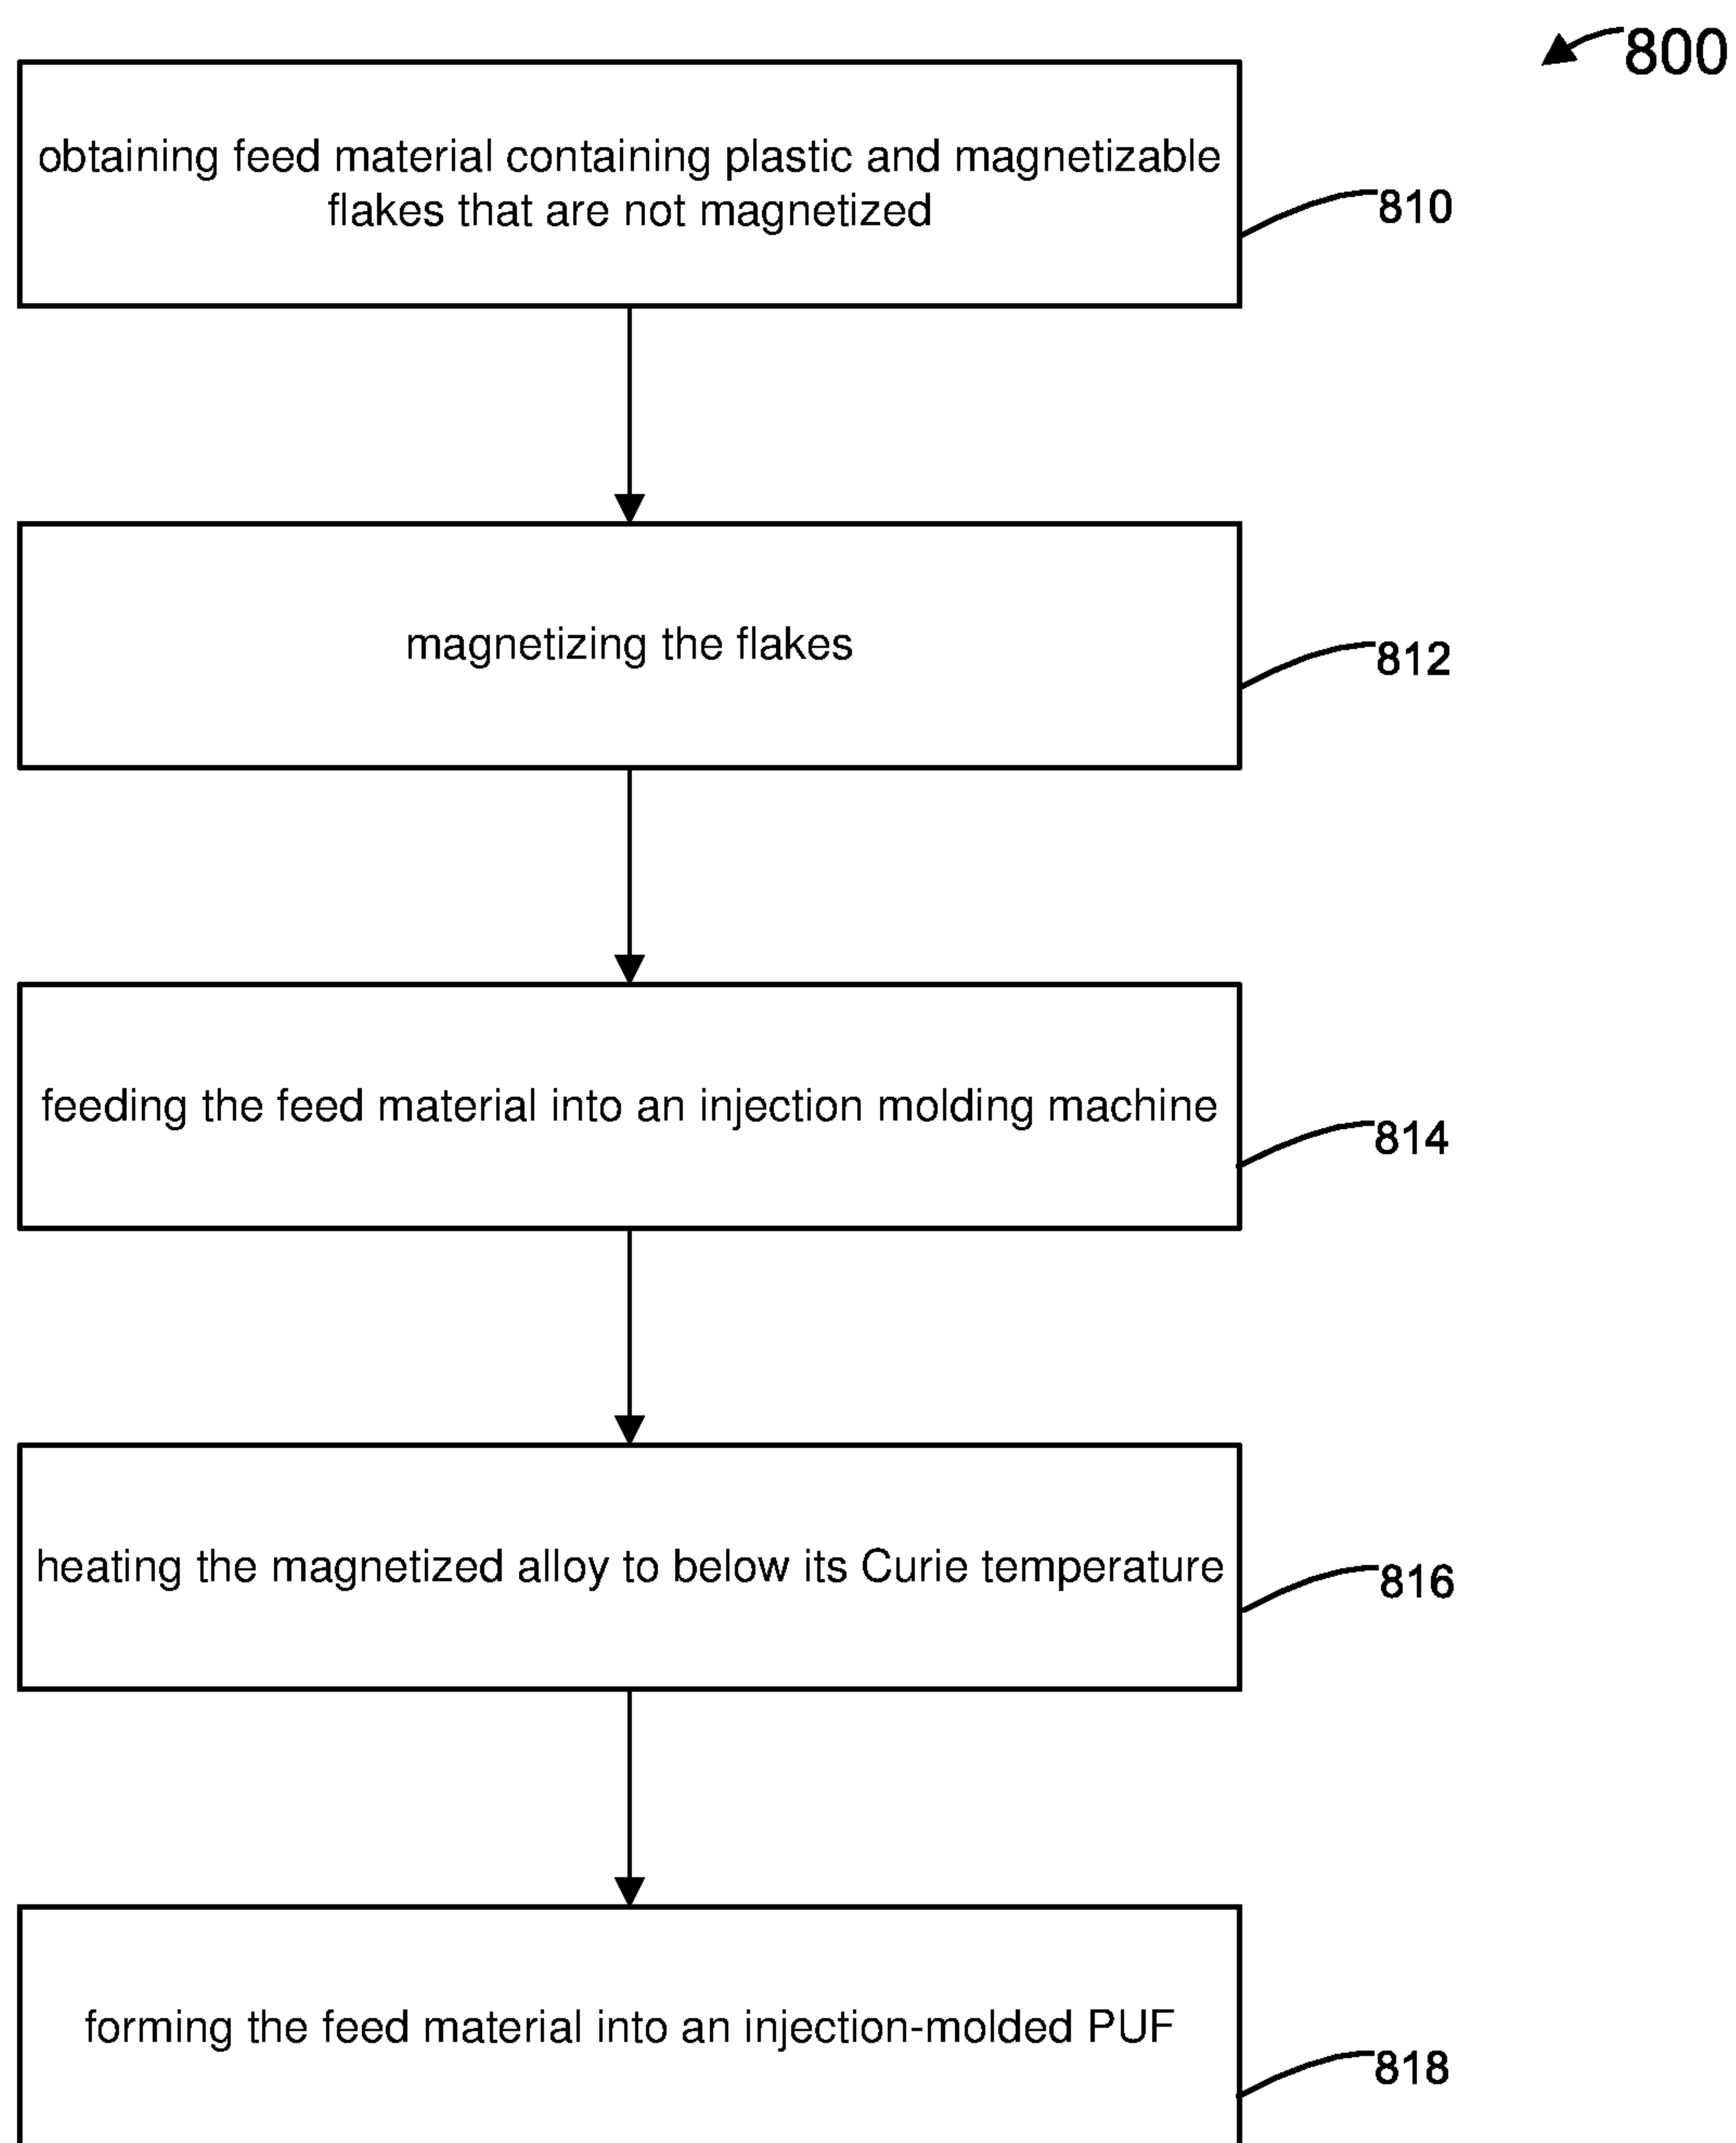 800
obtaining feed material containing plastic and magnetizable
flakes that are not magnetized
810
magnetizing the flakes
812
feeding the feed material into an injection molding machine
814
heating the magnetized alloy to below its Curie temperature
816
forming the feed material into an injection-molded PUF
818